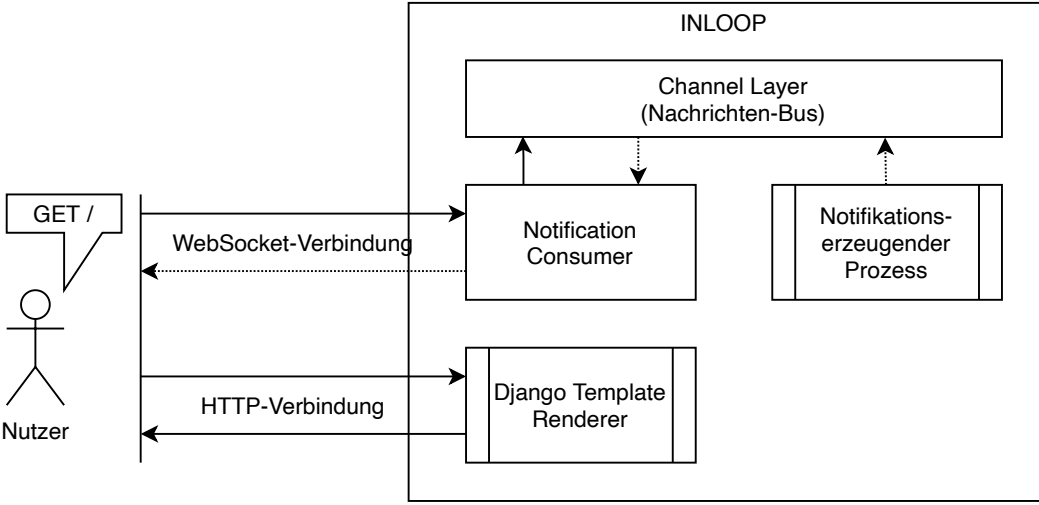 INLOOP
Channel Layer
(Nachrichten-Bus)
GET /
WebSocket-Verbindung
Notification
Consumer
Notifikations-
erzeugender
Prozess
HTTP-Verbindung
Django Template
Renderer
Nutzer